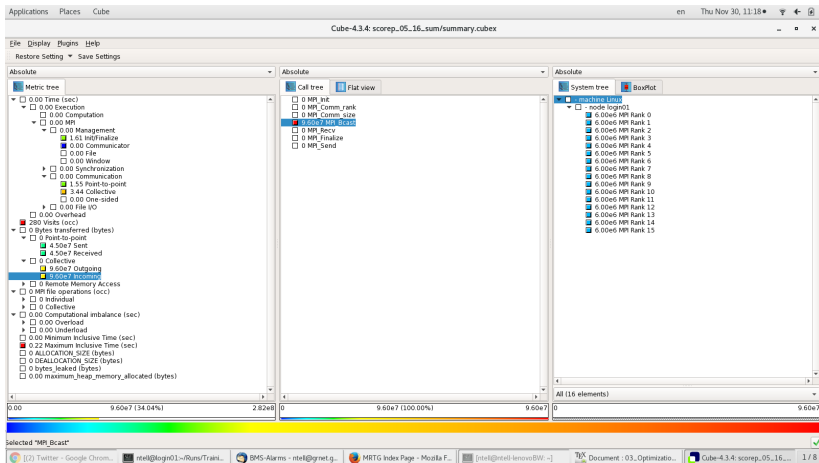 Applications Places Cube en Thu Nov 30, 11:18
Cube-4.3.4: scorep_05_16_sum/summary.cubex
File Display Plugins Help
Restore Setting Save Settings
Absolute
Metric tree
0.00 Time (sec)
0.00 Execution
0.00 Computation
0.00 MPI
0.00 Management
1.61 Init/Finalize
0.00 Communicator
0.00 File
0.00 Window
0.00 Synchronization
0.00 Communication
1.55 Point-to-point
3.44 Collective
0.00 One-sided
0.00 File I/O
0.00 Overhead
280 Visits (occ)
0 Bytes transferred (bytes)
0 Point-to-point
4.50e7 Sent
4.50e7 Received
0 Collective
9.60e7 Outgoing
9.60e7 Incoming
0 Remote Memory Access
0 MPI file operations (occ)
0 Individual
0 Collective
0.00 Computational imbalance (sec)
0.00 Overload
0.00 Underload
0.00 Minimum Inclusive Time (sec)
0.22 Maximum Inclusive Time (sec)
0 ALLOCATION_SIZE (bytes)
0 DEALLOCATION_SIZE (bytes)
0 bytes_leaked (bytes)
0.00 maximum_heap_memory_allocated (bytes)
0.00 9.60e7 (34.04%) 2.82e8
Absolute
Call tree Flat view
0 MPI_Init
0 MPI_Comm_rank
0 MPI_Comm_size
9.60e7 MPI_Bcast
0 MPI_Recv
0 MPI_Finalize
0 MPI_Send
0 9.60e7 (100.00%) 9.60e7
Absolute
System tree BoxPlot
- machine Linux
- node login01
6.00e6 MPI Rank 0
6.00e6 MPI Rank 1
6.00e6 MPI Rank 2
6.00e6 MPI Rank 3
6.00e6 MPI Rank 4
6.00e6 MPI Rank 5
6.00e6 MPI Rank 6
6.00e6 MPI Rank 7
6.00e6 MPI Rank 8
6.00e6 MPI Rank 9
6.00e6 MPI Rank 10
6.00e6 MPI Rank 11
6.00e6 MPI Rank 12
6.00e6 MPI Rank 13
6.00e6 MPI Rank 14
6.00e6 MPI Rank 15
All (16 elements)
0 9.60e7
Selected "MPI_Bcast"
[(2) Twitter - Google Chrom... ntell@login01:~/Runs/Traini... BMS-Alarms - ntell@grnet.g... MRTG Index Page - Mozilla F... [ntell@ntell-lenovoBW: ~] TeX Document : 03_Optimizatio... Cube-4.3.4: scorep_05_16_... 1 / 8